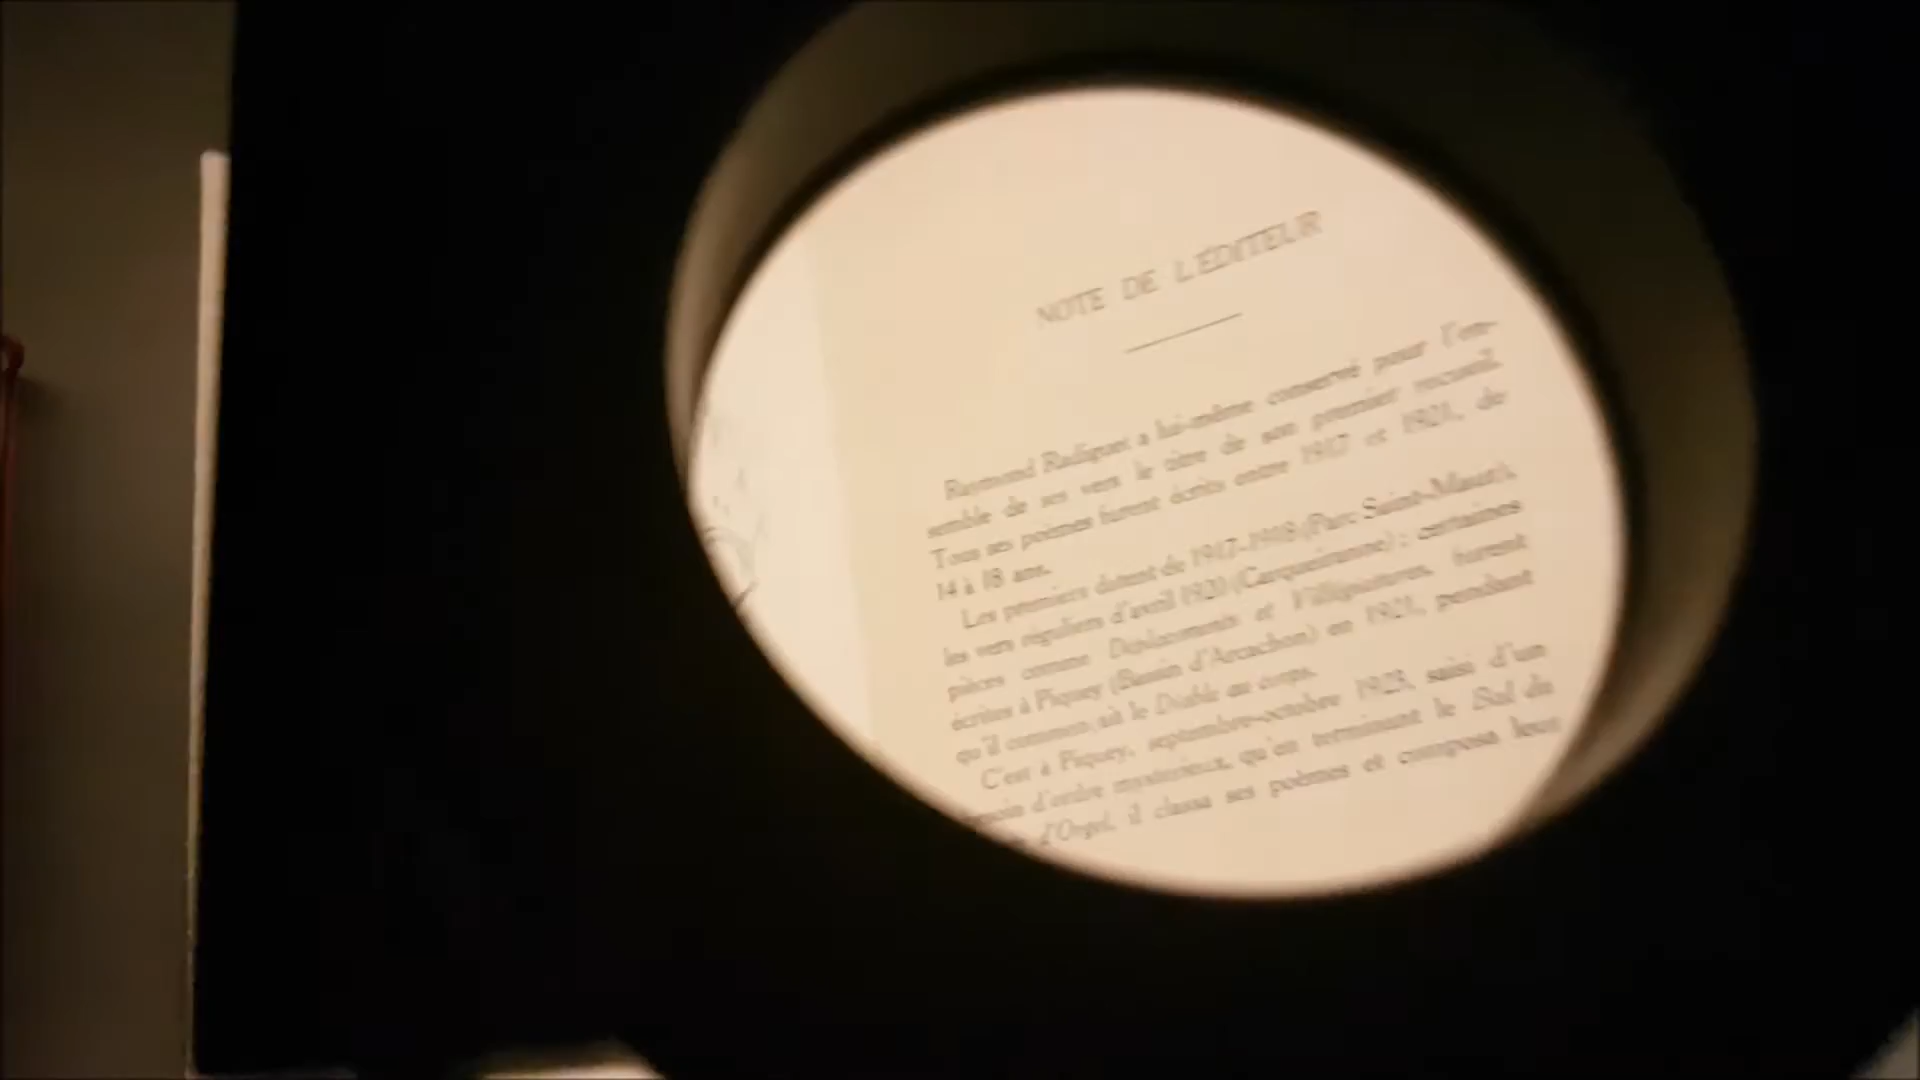 NOTE DE L'ÉDITEUR
Raymond Radiguet a lui-même conservé pour l'en-
semble de ses vers le titre de son premier recueil.
Tous ses poèmes furent écrits entre 1917 et 1921, de
14 à 18 ans.
Les premiers datent de 1917-1918 (Parc Saint-Maur),
les vers réguliers d'avril 1920 (Carqueiranne) ; certaines
pièces comme Déplacements et Villégiatures, furent
écrites à Piquey (Bassin d'Arcachon) en 1921, pendant
qu'il commençait le Diable au corps.
C'est à Piquey, septembre-octobre 1923, saisi d'un
besoin d'ordre mystérieux, qu'en terminant le Bal du
d'Orgel, il classa ses poèmes et composa leur